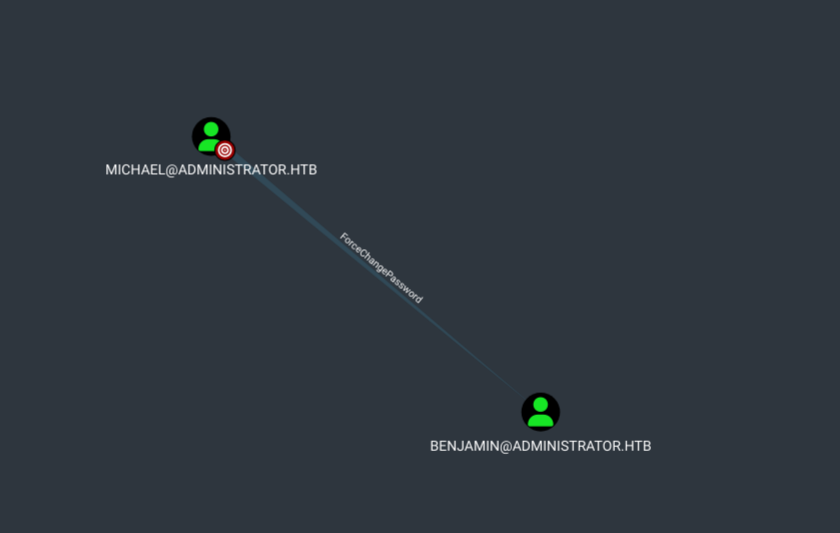 MICHAEL@ADMINISTRATOR.HTB
ForceChangePassword
BENJAMIN@ADMINISTRATOR.HTB